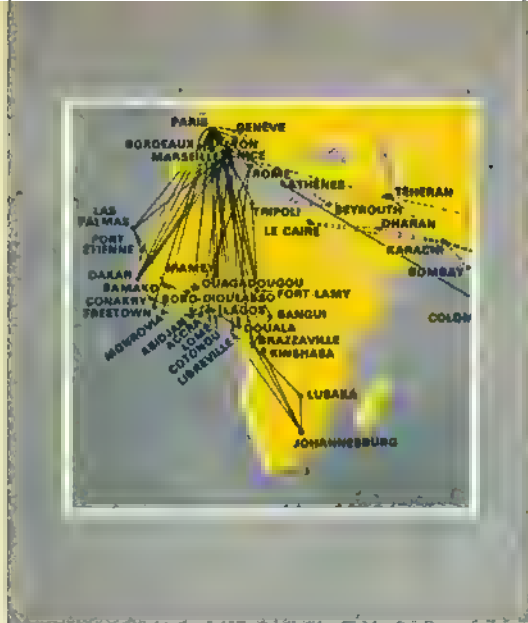 PARIS
GENÈVE
BORDEAUX
LYON
MARSEILLE
NICE
ROME
ATHÈNES
TEHERAN
LAS
PALMAS
TRIPOLI
BEYROUTH
LE CAIRE
DHAHRAN
PORT
ETIENNE
KARACHI
BOMBAY
DAKAR
NIAMEY
BAMAKO
OUAGADOUGOU
CONAKRY
BOBO-DIOULASSO
FORT-LAMY
FREETOWN
LAGOS
BANGUI
MONROVIA
ABIDJAN
ACCRA
LOME
COTONOU
LIBREVILLE
DOUALA
BRAZZAVILLE
KINSHASA
COLON
LUSAKA
JOHANNESBURG